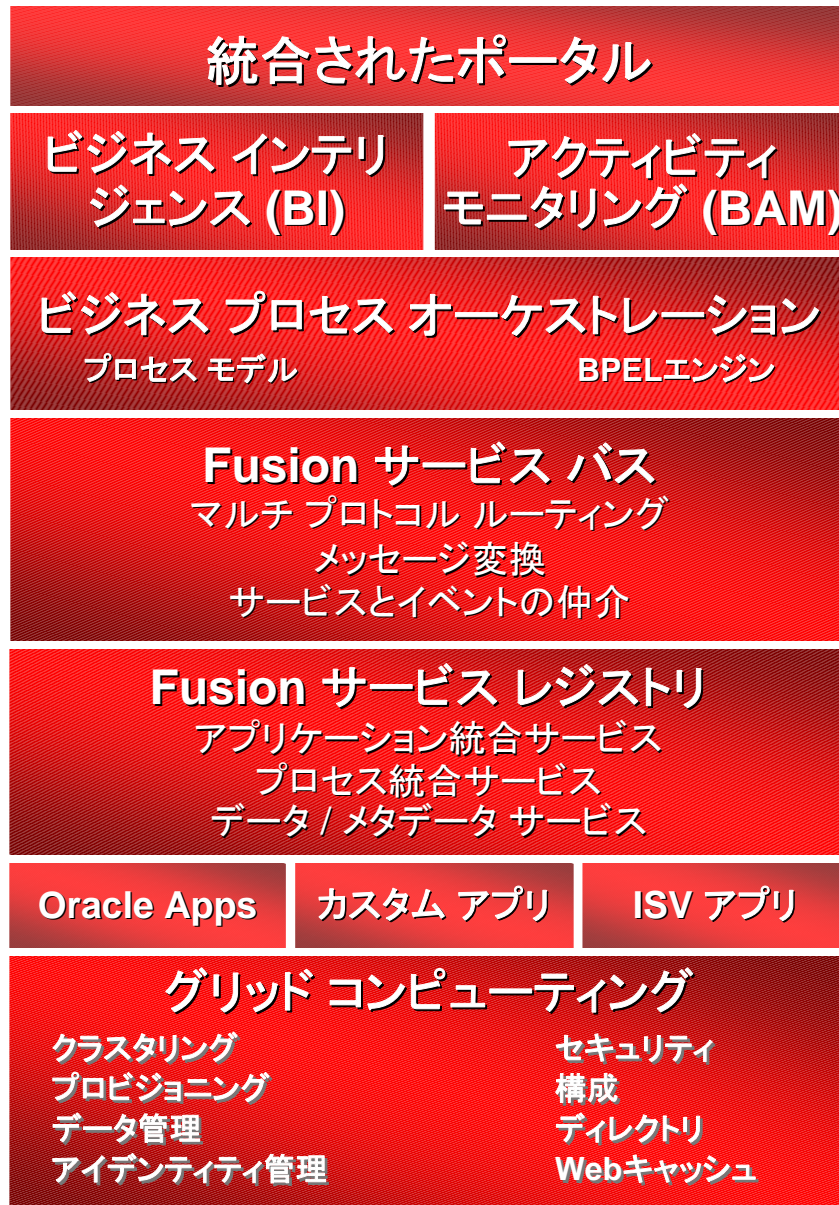 統合されたポータル
ビジネス インテリ
ジェンス (BI)
アクティビティ
モニタリング (BAM)
ビジネス プロセス オーケストレーション
プロセス モデル
BPELエンジン
Fusion サービス バス
マルチ プロトコル ルーティング
メッセージ変換
サービスとイベントの仲介
Fusion サービス レジストリ
アプリケーション統合サービス
プロセス統合サービス
データ / メタデータ サービス
Oracle Apps
カスタム アプリ
ISV アプリ
グリッド コンピューティング
クラスタリング
プロビジョニング
データ管理
アイデンティティ管理
セキュリティ
構成
ディレクトリ
Webキャッシュ